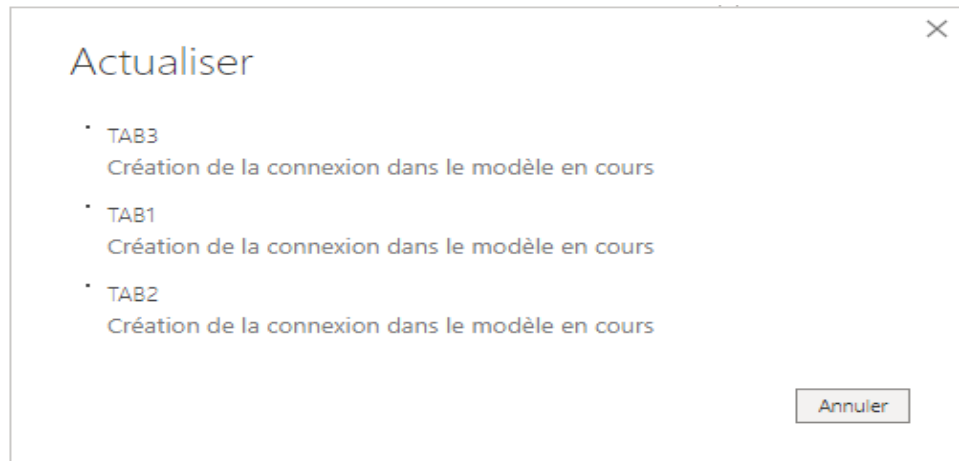 Actualiser
TAB3
Création de la connexion dans le modèle en cours
TAB1
Création de la connexion dans le modèle en cours
TAB2
Création de la connexion dans le modèle en cours
Annuler